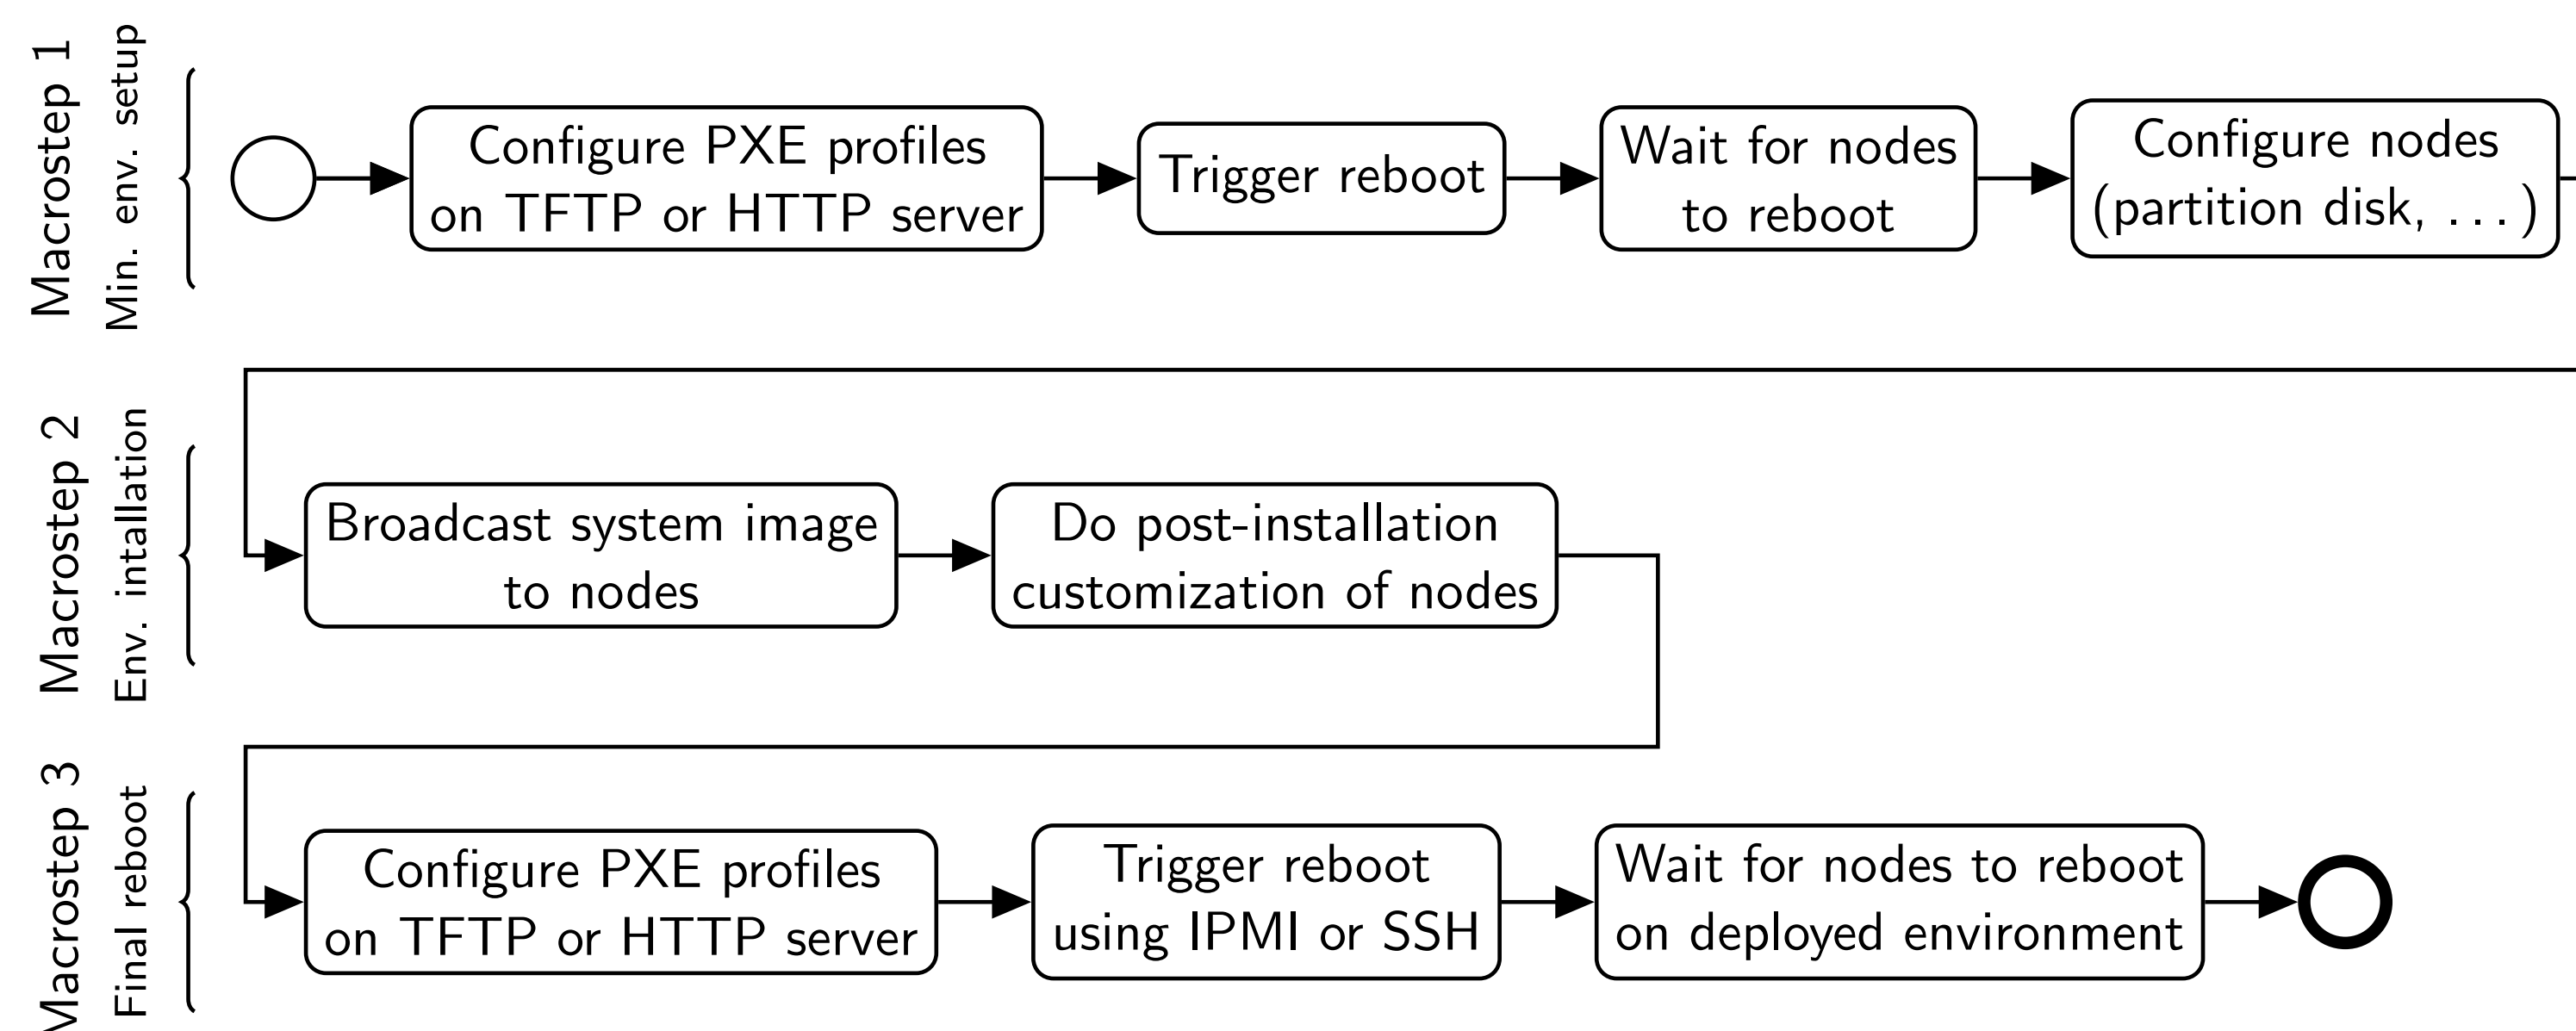 Macrostep 1
Min. env. setup
Configure PXE profiles
on TFTP or HTTP server
Trigger reboot
Wait for nodes
to reboot
Configure nodes
(partition disk, ...)
Macrostep 2
Env. intallation
Broadcast system image
to nodes
Do post-installation
customization of nodes
Macrostep 3
Final reboot
Configure PXE profiles
on TFTP or HTTP server
Trigger reboot
using IPMI or SSH
Wait for nodes to reboot
on deployed environment